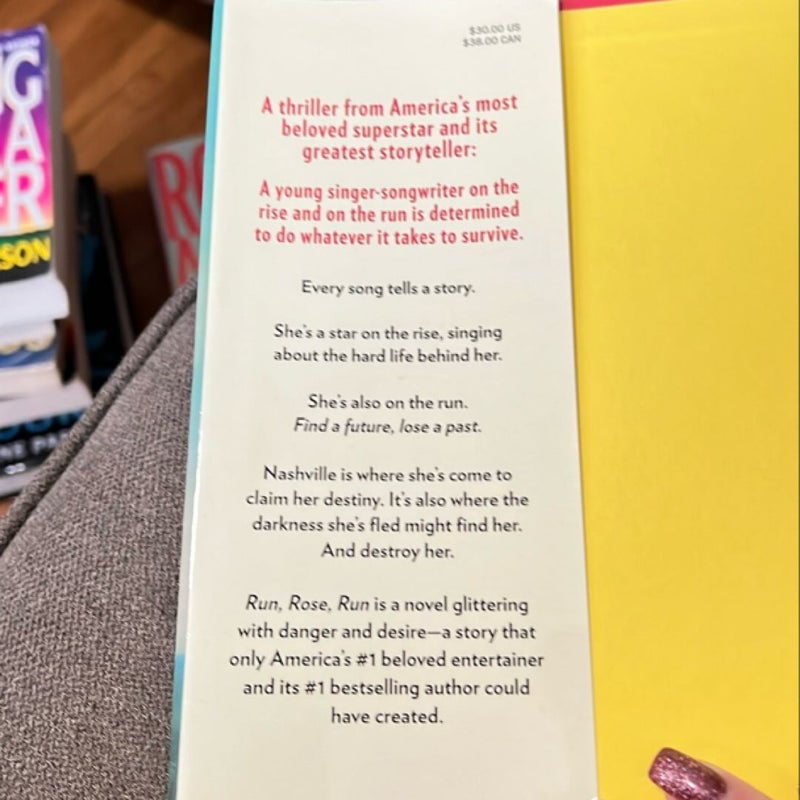 $30.00 US
$38.00 CAN
A thriller from America's most
beloved superstar and its
greatest storyteller:
A young singer-songwriter on the
rise and on the run is determined
to do whatever it takes to survive.
Every song tells a story.
She's a star on the rise, singing
about the hard life behind her.
She's also on the run.
Find a future, lose a past.
Nashville is where she's come to
claim her destiny. It's also where the
darkness she's fled might find her.
And destroy her.
Run, Rose, Run is a novel glittering
with danger and desire—a story that
only America's #1 beloved entertainer
and its #1 bestselling author could
have created.